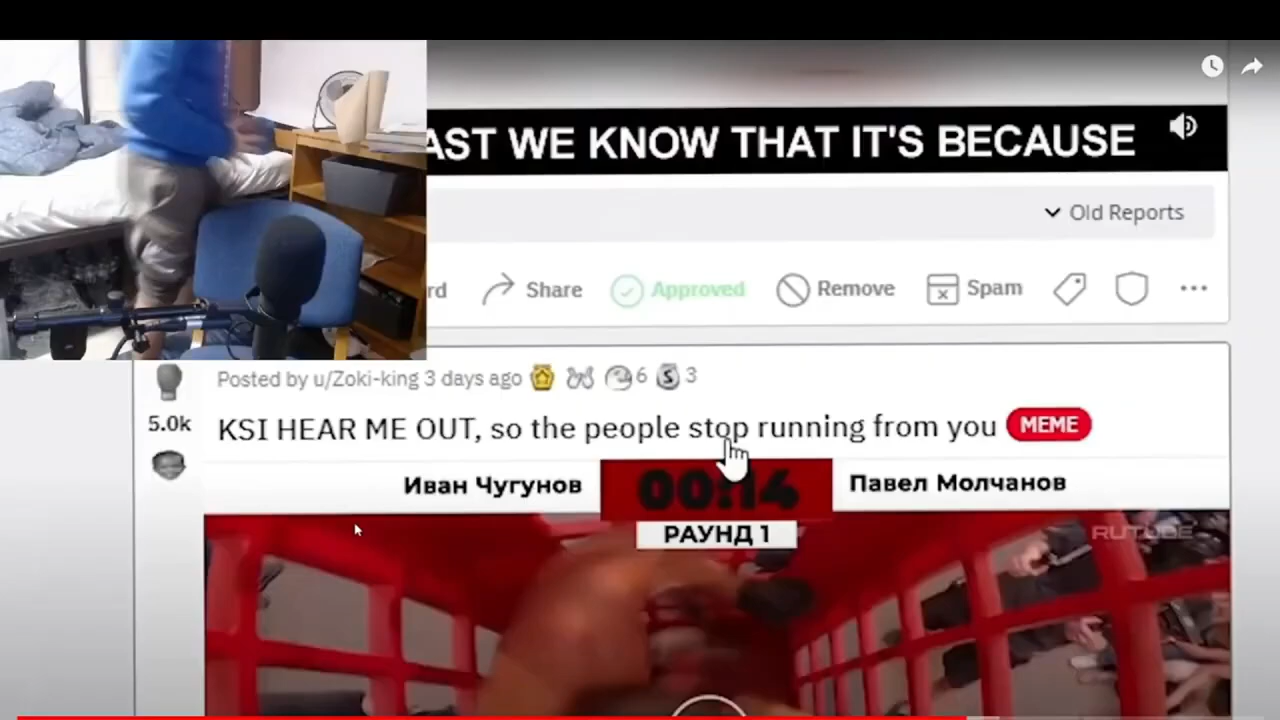 AST WE KNOW THAT IT'S BECAUSE
Old Reports
rd Share Approved Remove Spam
Posted by u/Zoki-king 3 days ago 6 3
5.0k
KSI HEAR ME OUT, so the people stop running from you MEME
Иван Чугунов 00:14 Павел Молчанов
РАУНД 1
RUTUBE